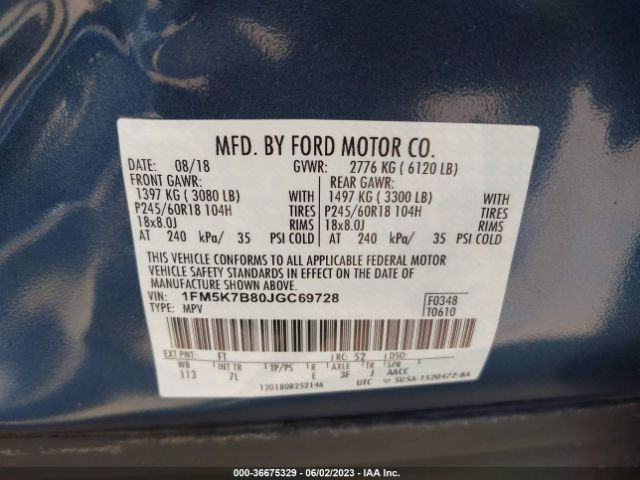 MFD. BY FORD MOTOR CO.
DATE: 08/18 GVWR: 2776 KG ( 6120 LB)
FRONT GAWR: REAR GAWR:
1397 KG ( 3080 LB) WITH 1497 KG ( 3300 LB) WITH
P245/60R18 104H TIRES P245/60R18 104H TIRES
18x8.0J RIMS 18x8.0J RIMS
AT 240 kPa/ 35 PSI COLD AT 240 kPa/ 35 PSI COLD
THIS VEHICLE CONFORMS TO ALL APPLICABLE FEDERAL MOTOR
VEHICLE SAFETY STANDARDS IN EFFECT ON THE DATE OF
MANUFACTURE SHOWN ABOVE.
VIN: 1FM5K7B80JGC69728 F0348
TYPE: MPV T0610
EXT PNT: FT RC: 52 DSO:
WB INT TR TP/PS R AXLE TR SPR
113 7L E 3F J AACC
1201808252146 UTC
000-36675329 - 06/02/2023 - IAA Inc.